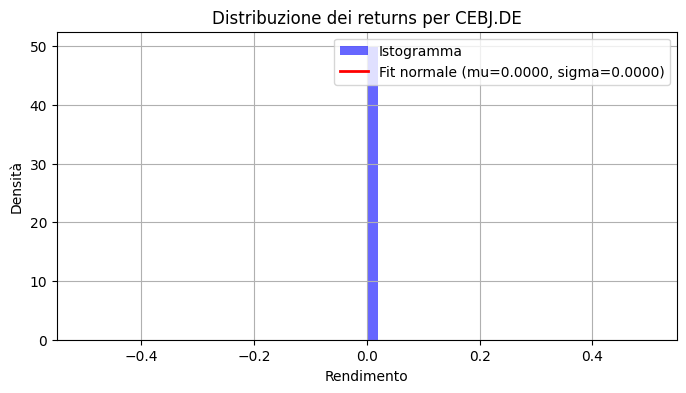 Distribuzione dei returns per CEBJ.DE
Istogramma
Fit normale (mu=0.0000, sigma=0.0000)
Densità
50
40
30
20
10
0
−0.4
−0.2
0.0
0.2
0.4
Rendimento